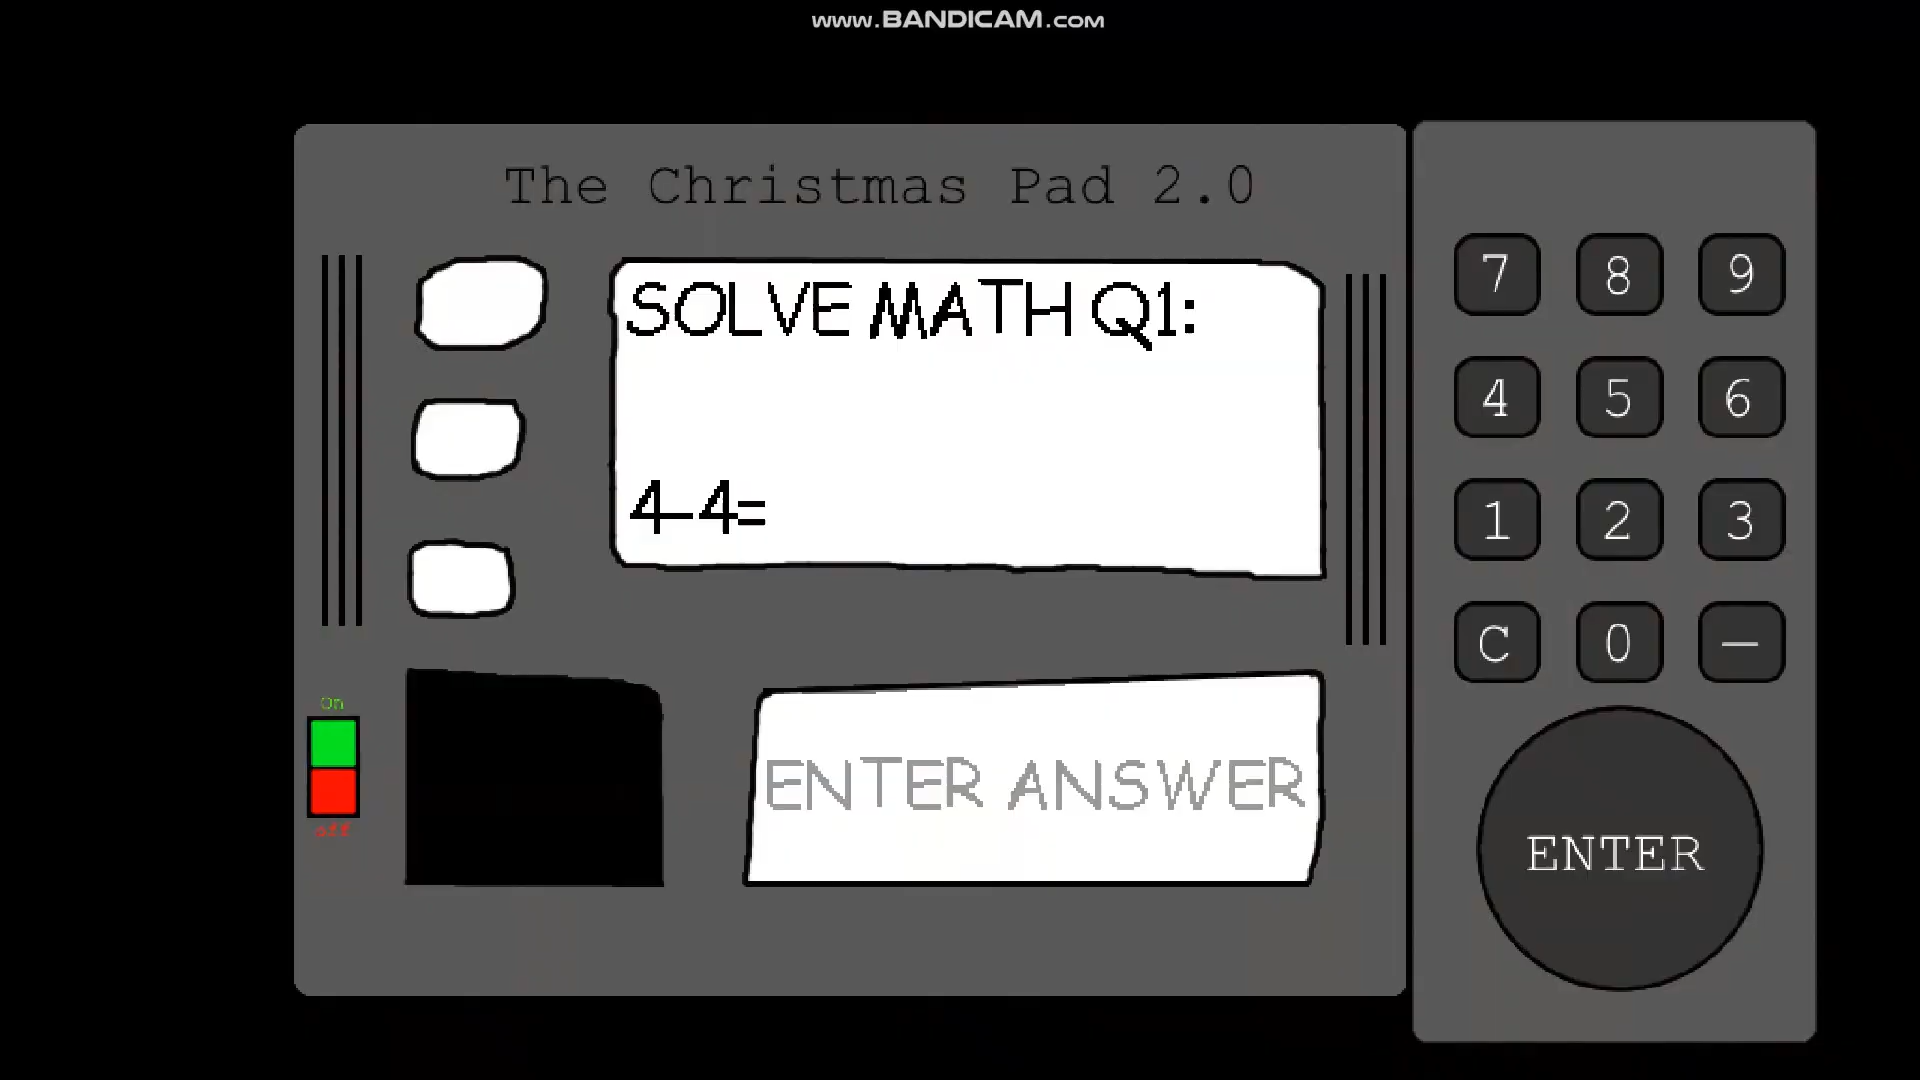 www.BANDICAM.com
The Christmas Pad 2.0
SOLVE MATH Q1:
4-4=
7 8 9
4 5 6
1 2 3
C 0 —
On
off
ENTER ANSWER
ENTER